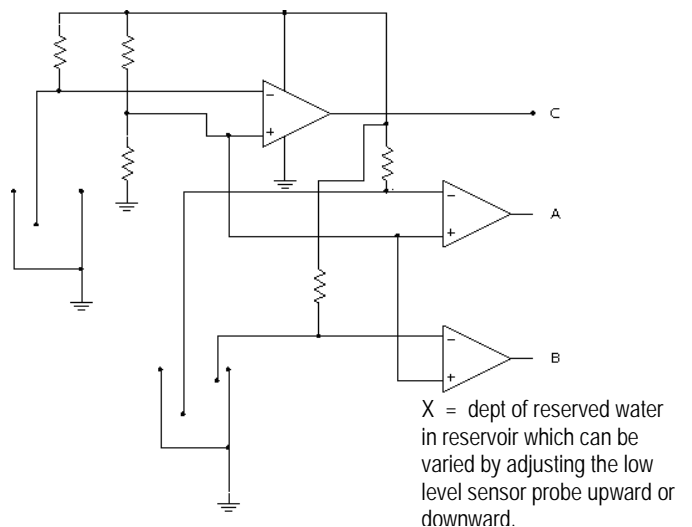 −
+
C
−
+
A
−
+
B
X = dept of reserved water
in reservoir which can be
varied by adjusting the low
level sensor probe upward or
downward.